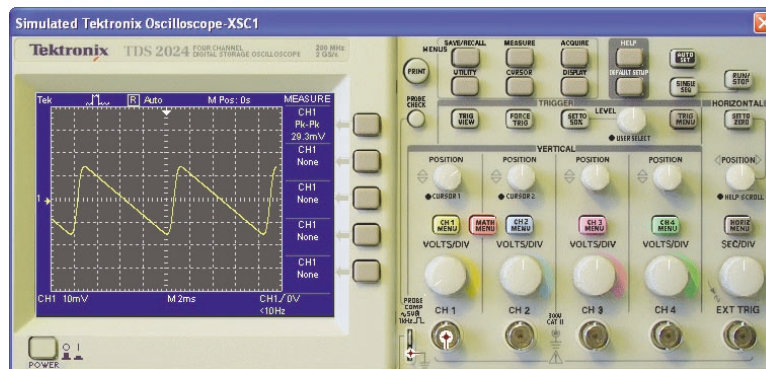 Simulated Tektronix Oscilloscope-XSC1
Tektronix TDS 2024 FOUR CHANNEL DIGITAL STORAGE OSCILLOSCOPE 200 MHz 2 GS/s
Tek R Auto M Pos: 0s MEASURE
CH1
Pk-Pk
29.3mV
CH1
None
CH1
None
CH1
None
CH1
None
1
CH1 10mV M 2ms CH1 / 0V
<10Hz
POWER
O I
PRINT
PROBE CHECK
MENUS
SAVE/RECALL MEASURE ACQUIRE
UTILITY CURSOR DISPLAY
HELP
DEFAULT SETUP
AUTO SET
SINGLE SEQ
RUN/STOP
TRIGGER
TRIG VIEW
FORCE TRIG
SET TO 50%
LEVEL
USER SELECT
TRIG MENU
HORIZONTAL
SET TO ZERO
VERTICAL
POSITION POSITION POSITION POSITION POSITION
CURSOR 1 CURSOR 2 HELP SCROLL
CH 1 MENU
MATH MENU
CH 2 MENU
CH 3 MENU
CH 4 MENU
HORIZ MENU
VOLTS/DIV VOLTS/DIV VOLTS/DIV VOLTS/DIV SEC/DIV
PROBE COMP
~5V@
1kHz
CH 1 CH 2 CH 3 CH 4 EXT TRIG
300V
CAT II